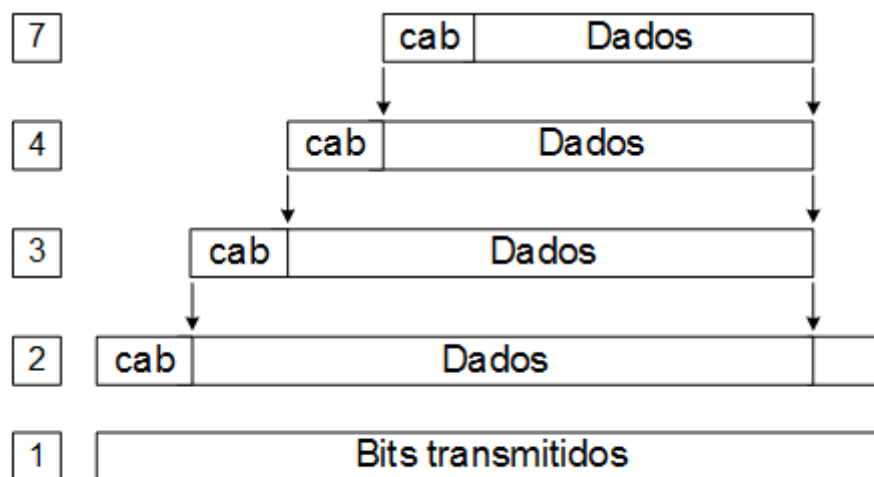 7 cab Dados
4 cab Dados
3 cab Dados
2 cab Dados
1 Bits transmitidos